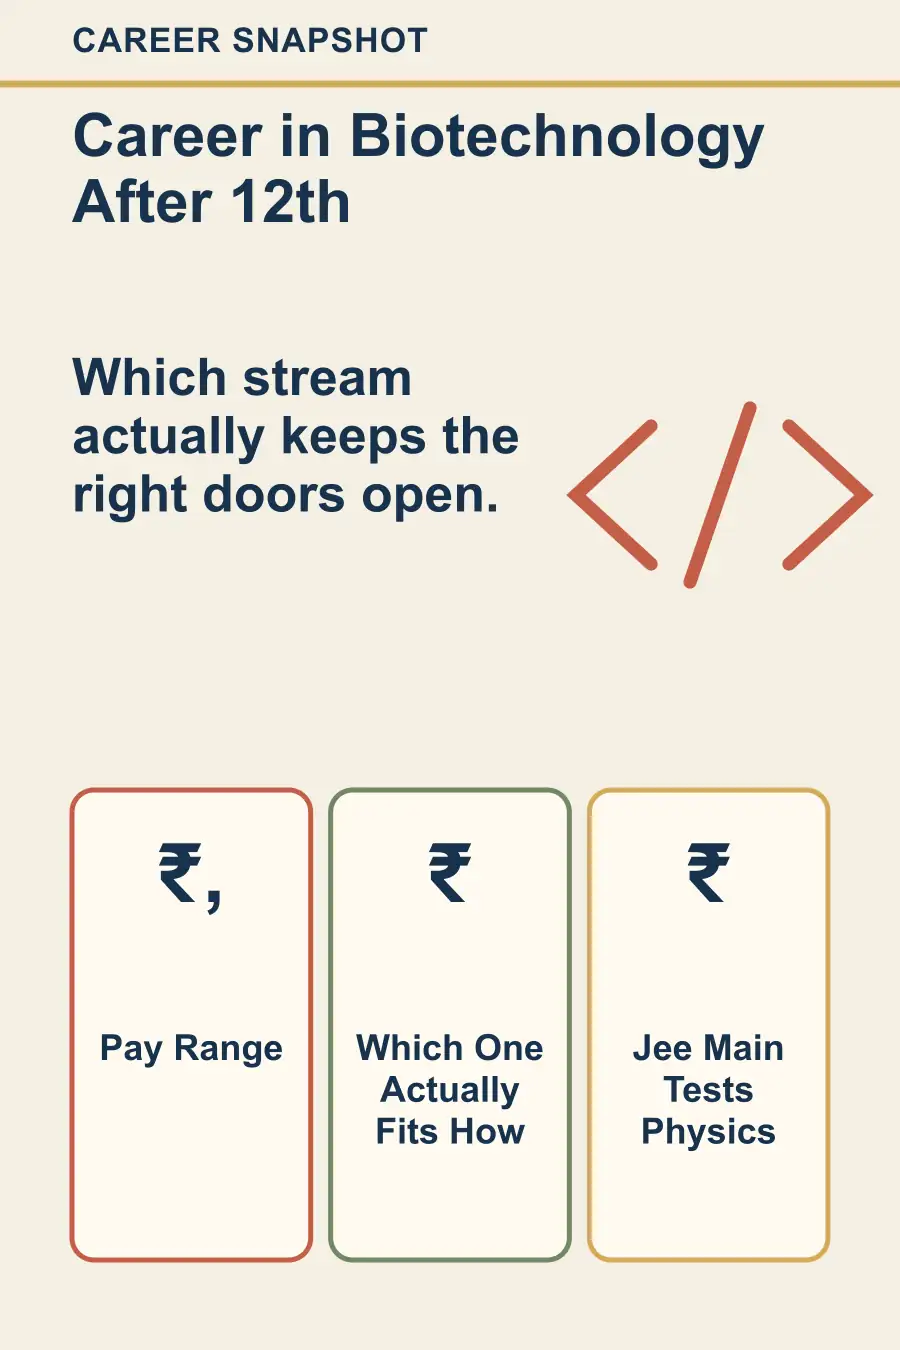 CAREER SNAPSHOT
Career in Biotechnology
After 12th
Which stream
actually keeps the
right doors open.
</>
₹,
Pay Range
₹
Which One
Actually
Fits How
₹
Jee Main
Tests
Physics